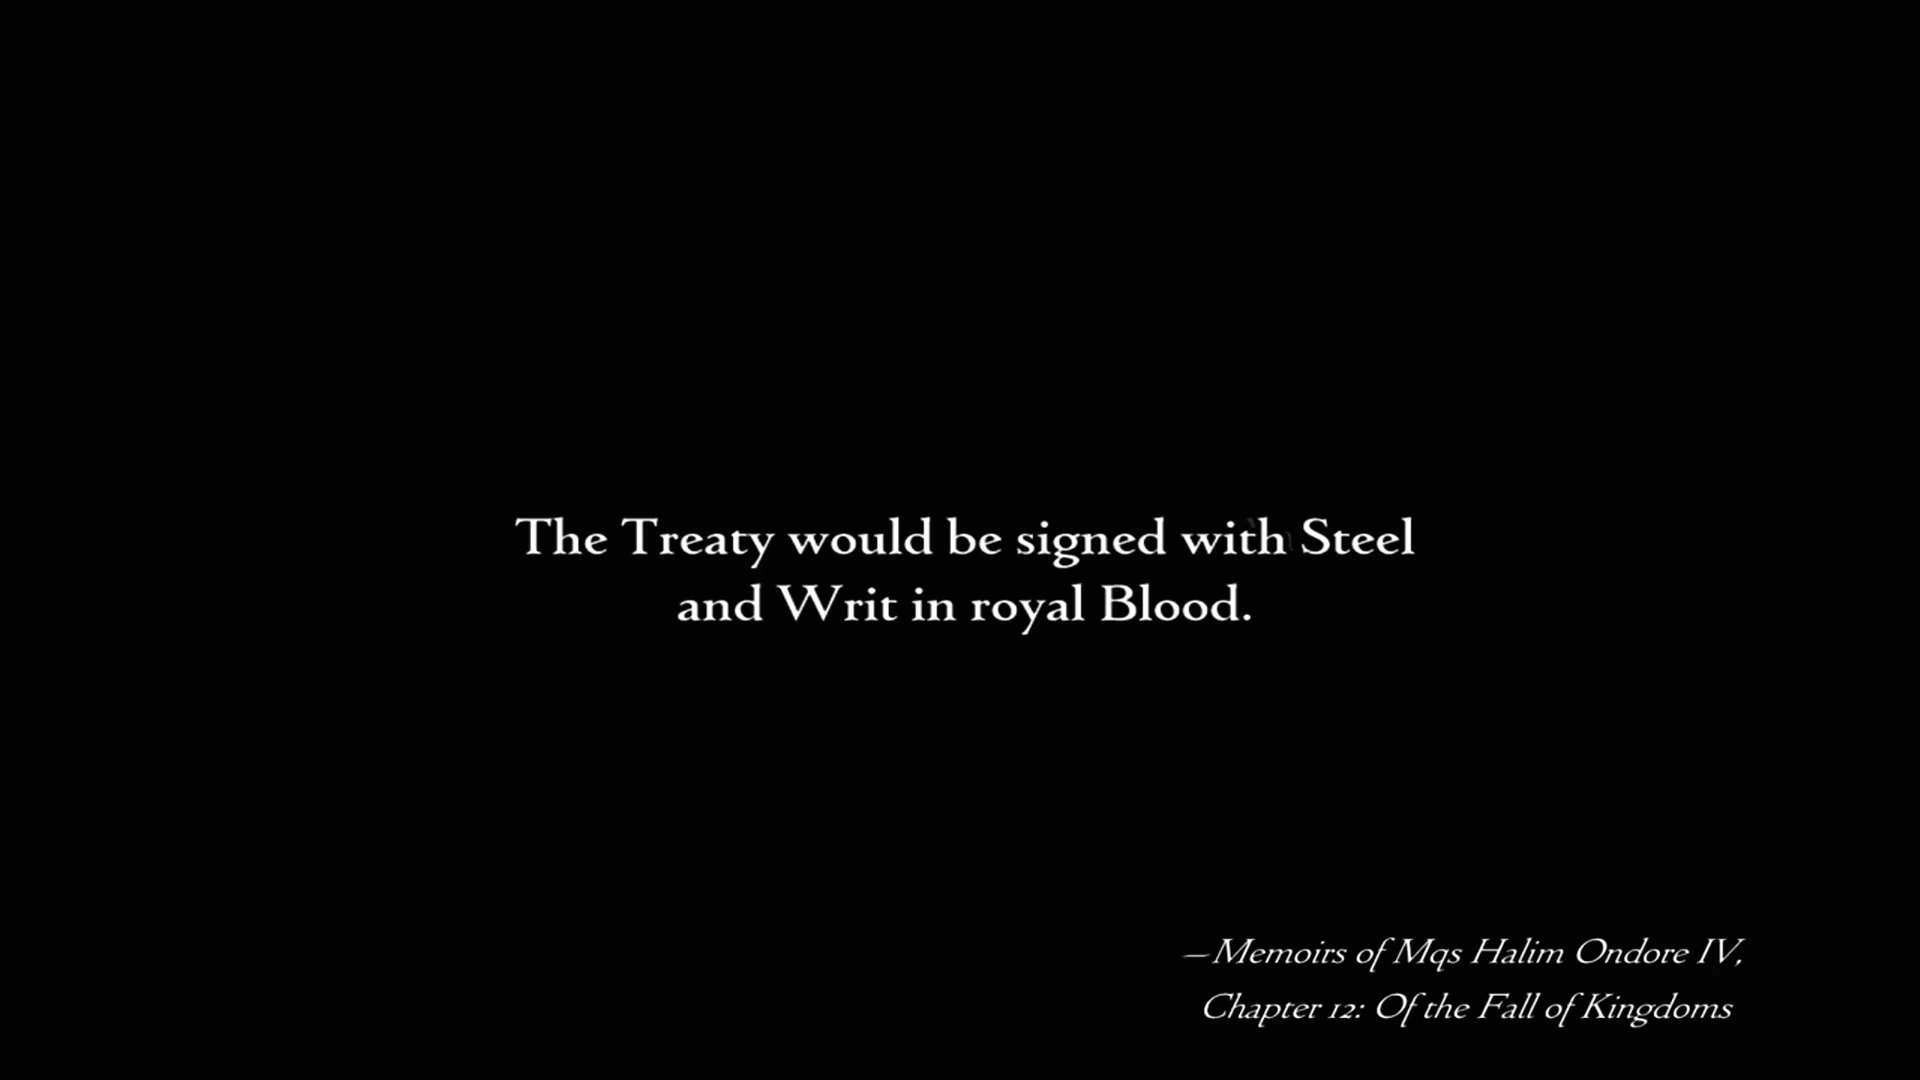 The Treaty would be signed with Steel
and Writ in royal Blood.
—Memoirs of Mqs Halim Ondore IV,
Chapter 12: Of the Fall of Kingdoms